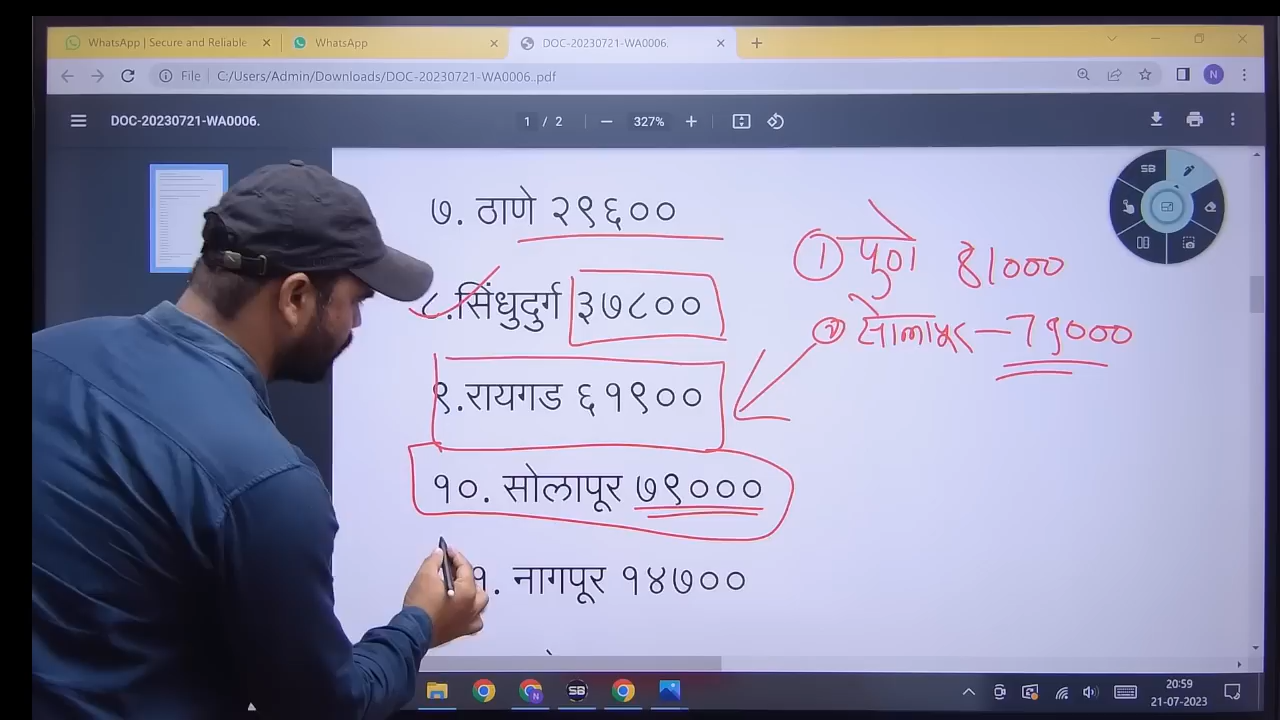 WhatsApp | Secure and Reliable
WhatsApp
DOC-20230721-WA0006.
File
C:/Users/Admin/Downloads/DOC-20230721-WA0006..pdf
N
DOC-20230721-WA0006.
1 / 2
327%
SB
७. ठाणे २९६००
८.सिंधुदुर्ग ३७८००
९.रायगड ६१९००
१०. सोलापूर ७९०००
१. नागपूर १४७००
① पुणे 81000
② सोलापूर – 79000
N
SB
20:59
21-07-2023